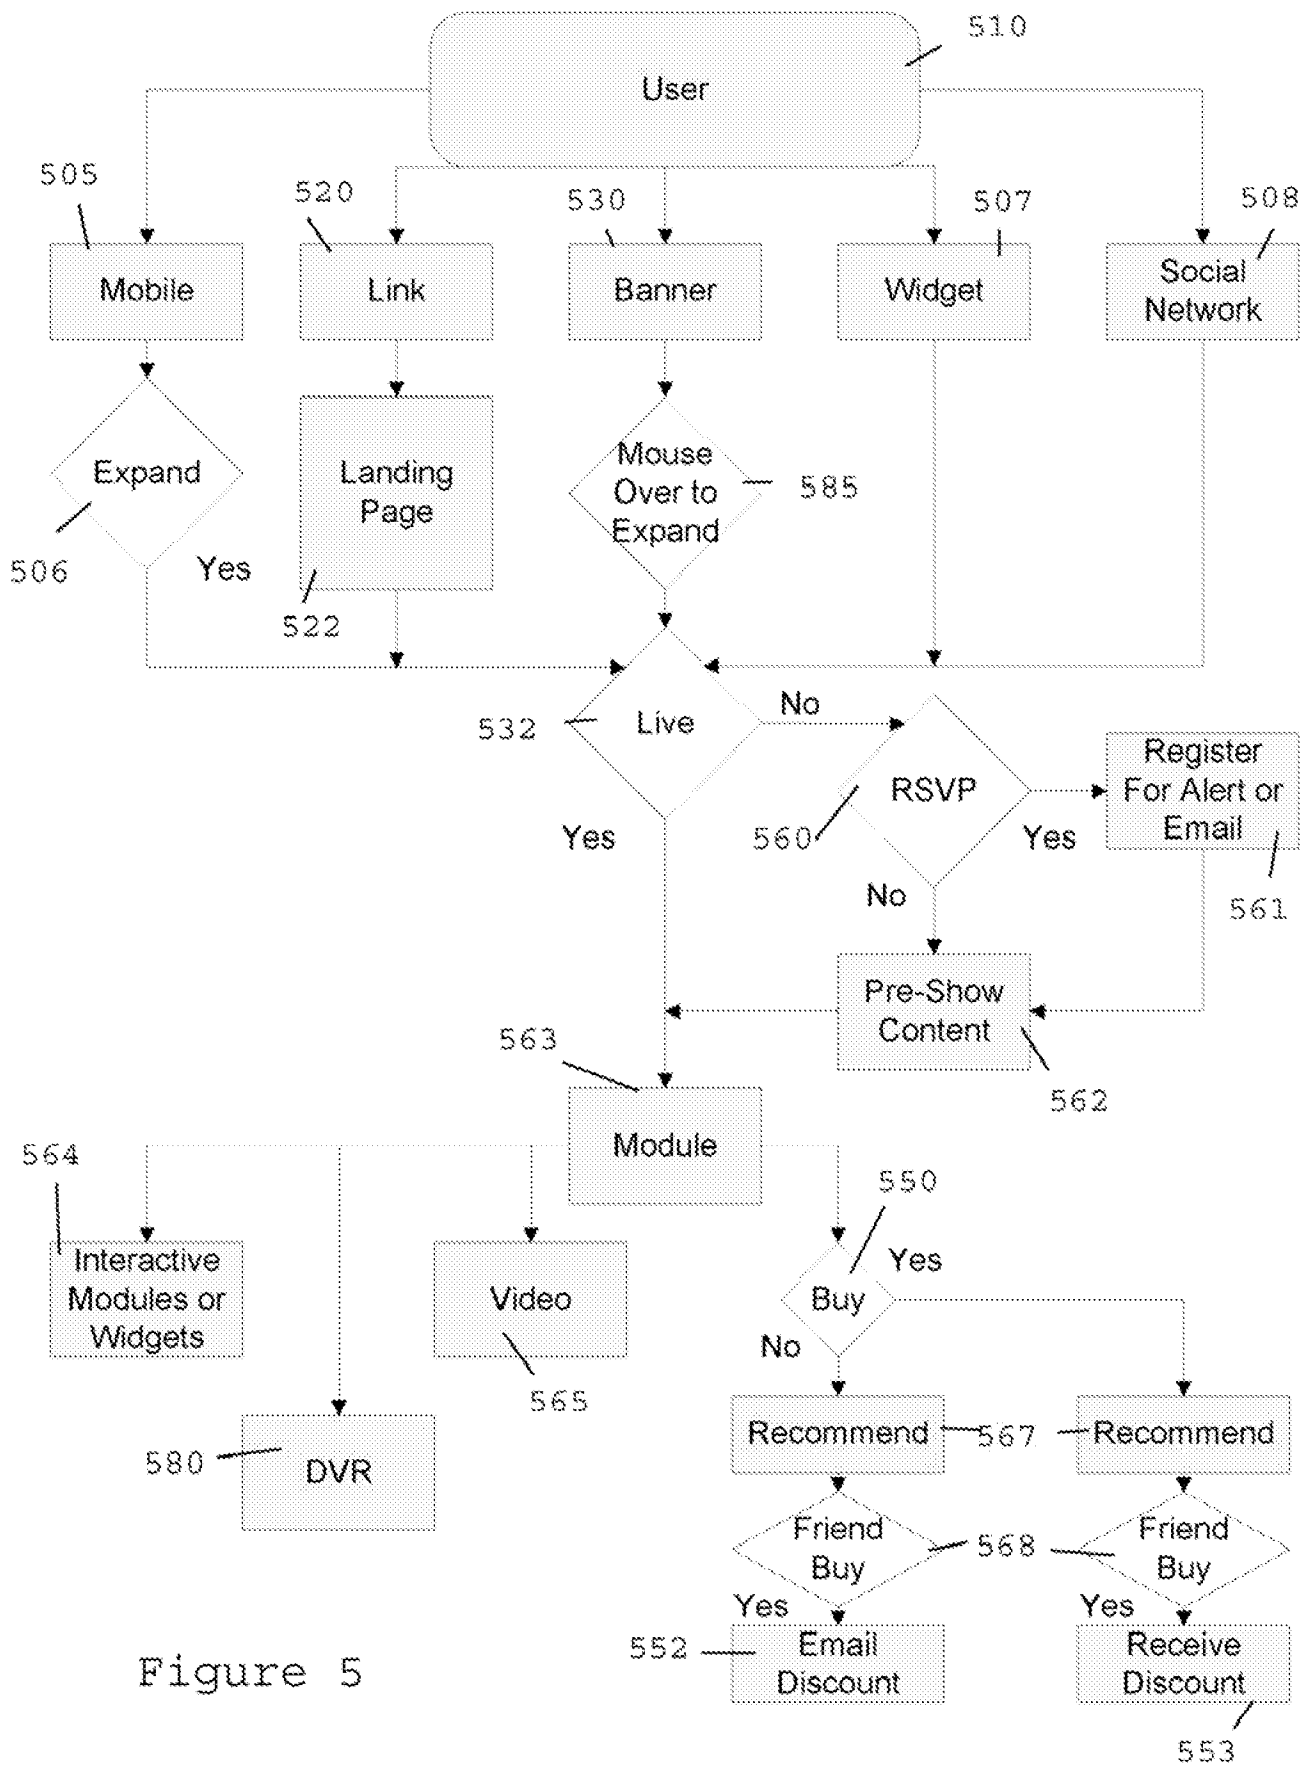 510
User
505
520
530
507
508
Mobile
Link
Banner
Widget
Social
Network
Expand
Landing
Page
Mouse
Over to
Expand
585
506
Yes
522
532
Live
No
RSVP
560
Yes
Register
For Alert or
Email
561
Yes
No
Pre-Show
Content
562
563
Module
564
550
Interactive
Modules or
Widgets
Video
565
Buy
Yes
No
580
DVR
Recommend
567
Recommend
Friend
Buy
568
Friend
Buy
Yes
Yes
552
Email
Discount
Receive
Discount
553
Figure 5